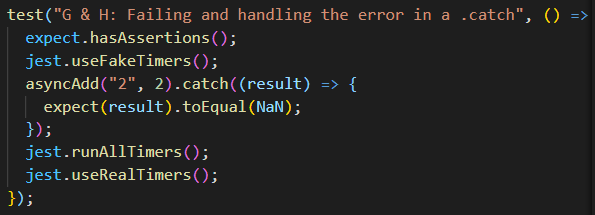 test("G & H: Failing and handling the error in a .catch", () =>
expect.hasAssertions();
jest.useFakeTimers();
asyncAdd("2", 2).catch((result) => {
expect(result).toEqual(NaN);
});
jest.runAllTimers();
jest.useRealTimers();
});